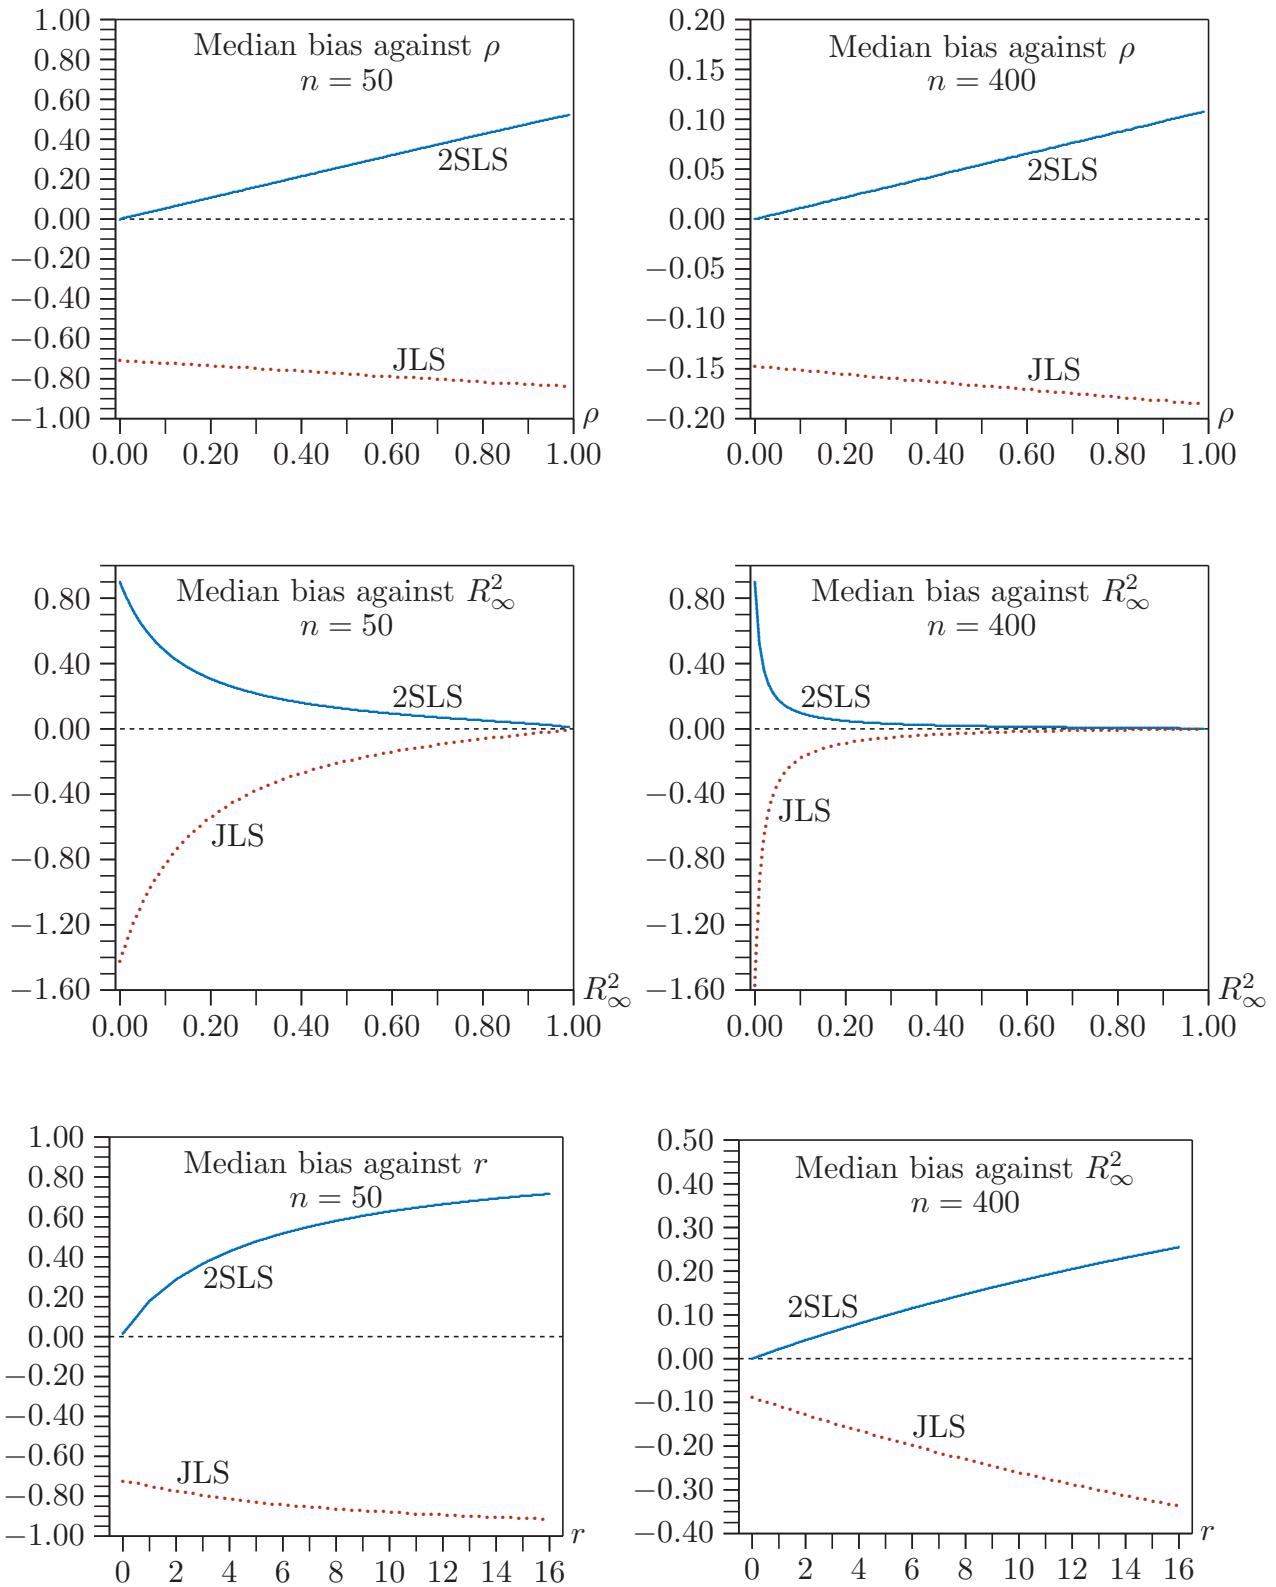 Median bias against ρ
n = 50
1.00
0.80
0.60
0.40
0.20
0.00
−0.20
−0.40
−0.60
−0.80
−1.00
2SLS
JLS
ρ
0.00 0.20 0.40 0.60 0.80 1.00
Median bias against ρ
n = 400
0.20
0.15
0.10
0.05
0.00
−0.05
−0.10
−0.15
−0.20
2SLS
JLS
ρ
0.00 0.20 0.40 0.60 0.80 1.00
Median bias against R²∞
n = 50
0.80
0.40
0.00
−0.40
−0.80
−1.20
−1.60
2SLS
JLS
R²∞
0.00 0.20 0.40 0.60 0.80 1.00
Median bias against R²∞
n = 400
0.80
0.40
0.00
−0.40
−0.80
−1.20
−1.60
2SLS
JLS
R²∞
0.00 0.20 0.40 0.60 0.80 1.00
Median bias against r
n = 50
1.00
0.80
0.60
0.40
0.20
0.00
−0.20
−0.40
−0.60
−0.80
−1.00
2SLS
JLS
r
0 2 4 6 8 10 12 14 16
Median bias against R²∞
n = 400
0.50
0.40
0.30
0.20
0.10
0.00
−0.10
−0.20
−0.30
−0.40
2SLS
JLS
r
0 2 4 6 8 10 12 14 16